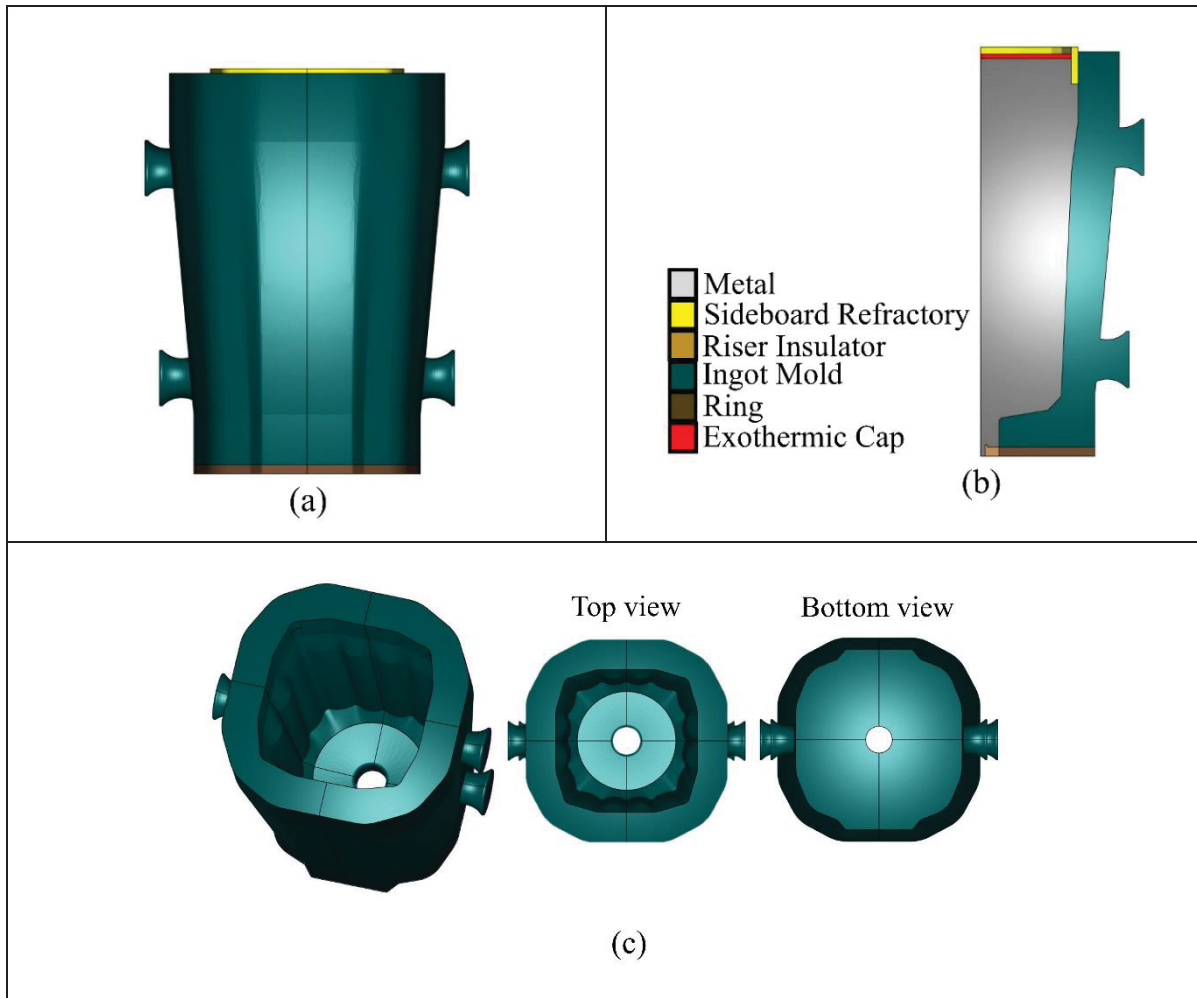 (a)
Metal
Sideboard Refractory
Riser Insulator
Ingot Mold
Ring
Exothermic Cap
(b)
Top view
Bottom view
(c)